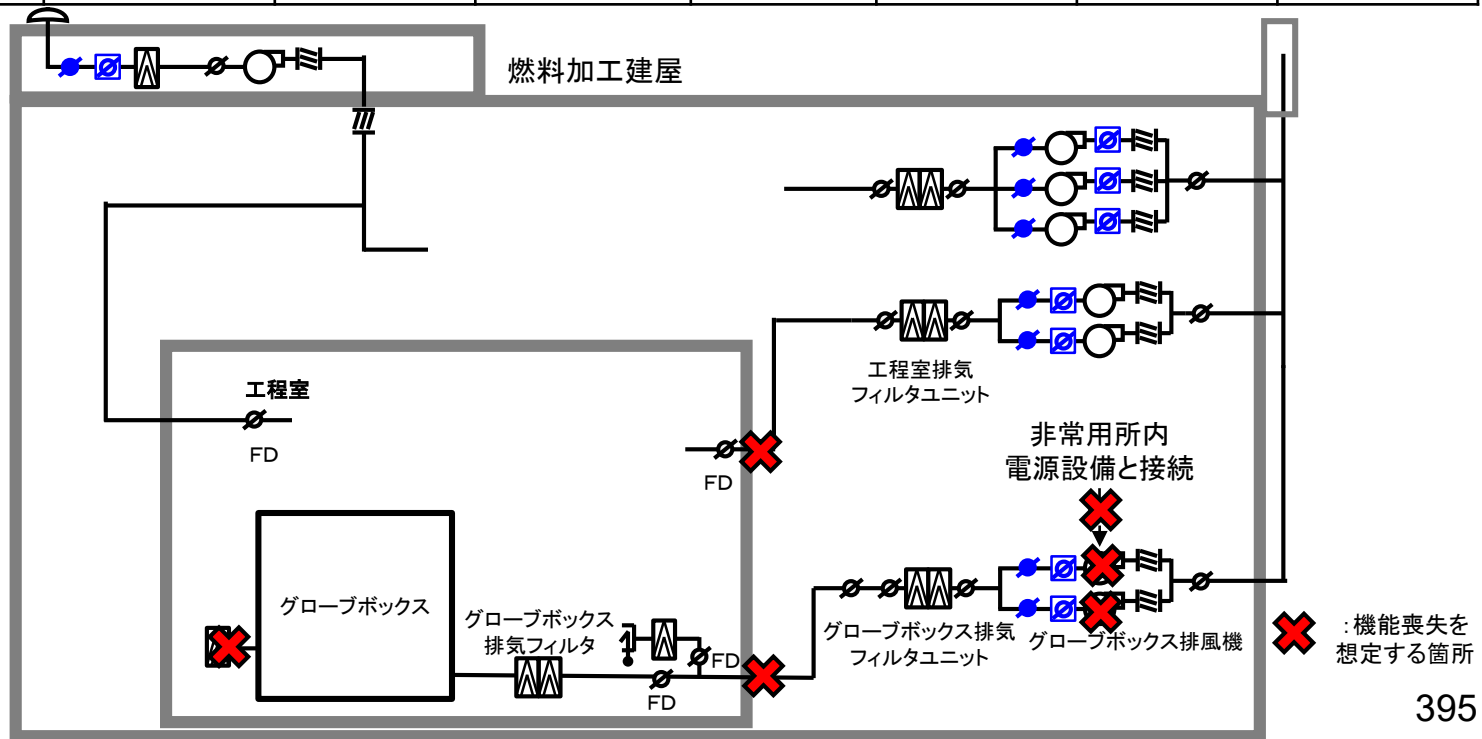 燃料加工建屋
工程室排気
フィルタユニット
工程室
FD
FD
非常用所内
電源設備と接続
グローブボックス
グローブボックス
排気フィルタ
FD
FD
グローブボックス排気
フィルタユニット
グローブボックス排風機
:機能喪失を
想定する箇所
395